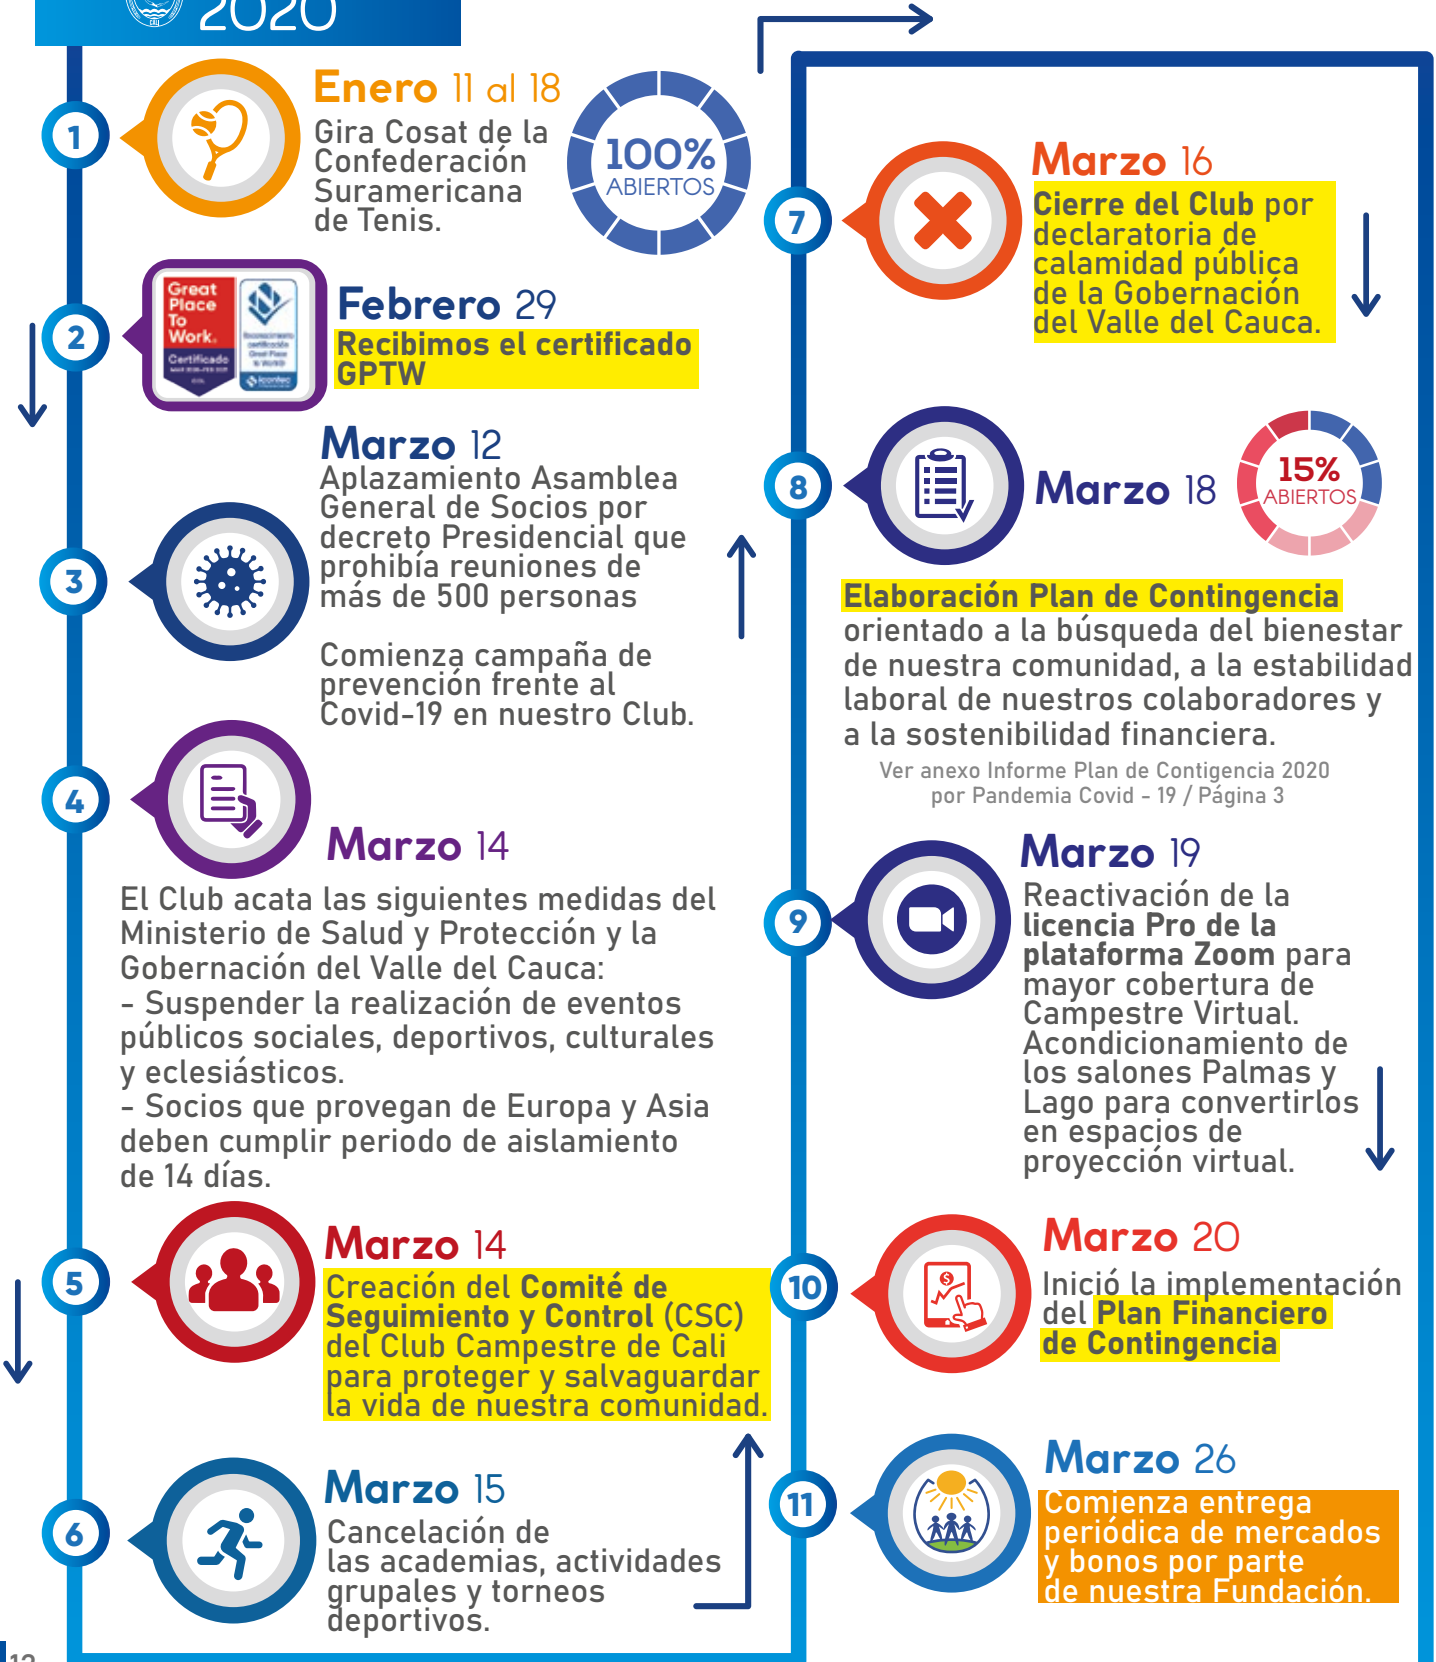 2020
CALI
1
Enero 11 al 18
Gira Cosat de la
Confederación
Suramericana
de Tenis.
100%
ABIERTOS
2
Great
Place
To
Work.
Certificado
Reconocimiento
certificación
Great Place
to Work®
icontec
Febrero 29
Recibimos el certificado
GPTW
3
Marzo 12
Aplazamiento Asamblea
General de Socios por
decreto Presidencial que
prohibía reuniones de
más de 500 personas
Comienza campaña de
prevención frente al
Covid-19 en nuestro Club.
4
Marzo 14
El Club acata las siguientes medidas del
Ministerio de Salud y Protección y la
Gobernación del Valle del Cauca:
- Suspender la realización de eventos
públicos sociales, deportivos, culturales
y eclesiásticos.
- Socios que provegan de Europa y Asia
deben cumplir periodo de aislamiento
de 14 días.
5
Marzo 14
Creación del Comité de
Seguimiento y Control (CSC)
del Club Campestre de Cali
para proteger y salvaguardar
la vida de nuestra comunidad.
6
Marzo 15
Cancelación de
las academias, actividades
grupales y torneos
deportivos.
7
Marzo 16
Cierre del Club por
declaratoria de
calamidad pública
de la Gobernación
del Valle del Cauca.
8
Marzo 18
15%
ABIERTOS
Elaboración Plan de Contingencia
orientado a la búsqueda del bienestar
de nuestra comunidad, a la estabilidad
laboral de nuestros colaboradores y
a la sostenibilidad financiera.
Ver anexo Informe Plan de Contigencia 2020
por Pandemia Covid - 19 / Página 3
9
Marzo 19
Reactivación de la
licencia Pro de la
plataforma Zoom para
mayor cobertura de
Campestre Virtual.
Acondicionamiento de
los salones Palmas y
Lago para convertirlos
en espacios de
proyección virtual.
10
Marzo 20
Inició la implementación
del Plan Financiero
de Contingencia
11
Marzo 26
Comienza entrega
periódica de mercados
y bonos por parte
de nuestra Fundación.